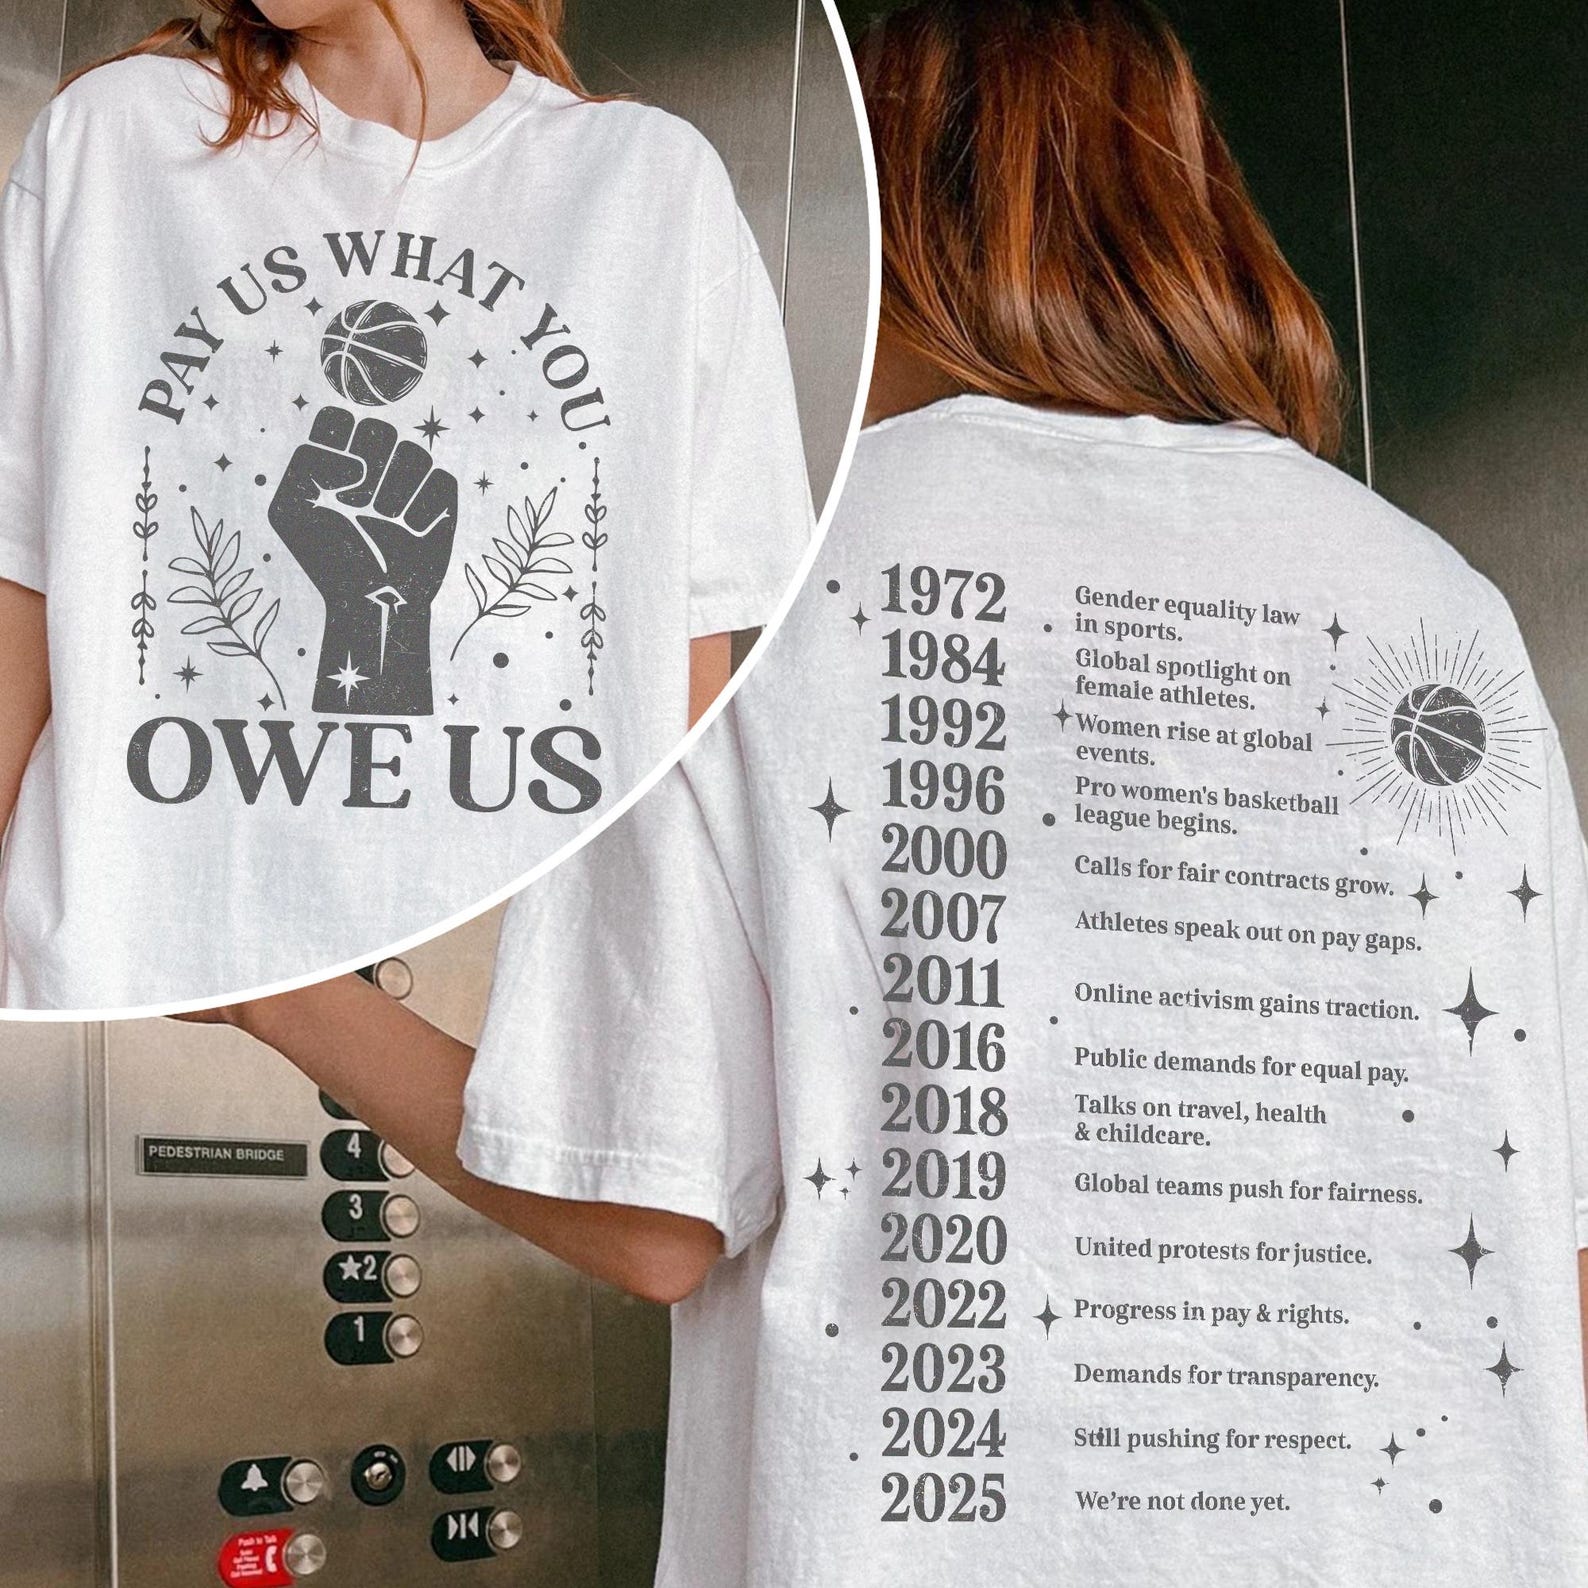 PAY US WHAT YOU.
OWE US
1972 Gender equality law
in sports.
1984 Global spotlight on
female athletes.
1992 Women rise at global
events.
1996 Pro women's basketball
league begins.
2000 Calls for fair contracts grow.
2007 Athletes speak out on pay gaps.
2011 Online activism gains traction.
2016 Public demands for equal pay.
2018 Talks on travel, health
& childcare.
2019 Global teams push for fairness.
2020 United protests for justice.
2022 Progress in pay & rights.
2023 Demands for transparency.
2024 Still pushing for respect.
2025 We're not done yet.
PEDESTRIAN BRIDGE
4
3
★2
1
Push to Talk